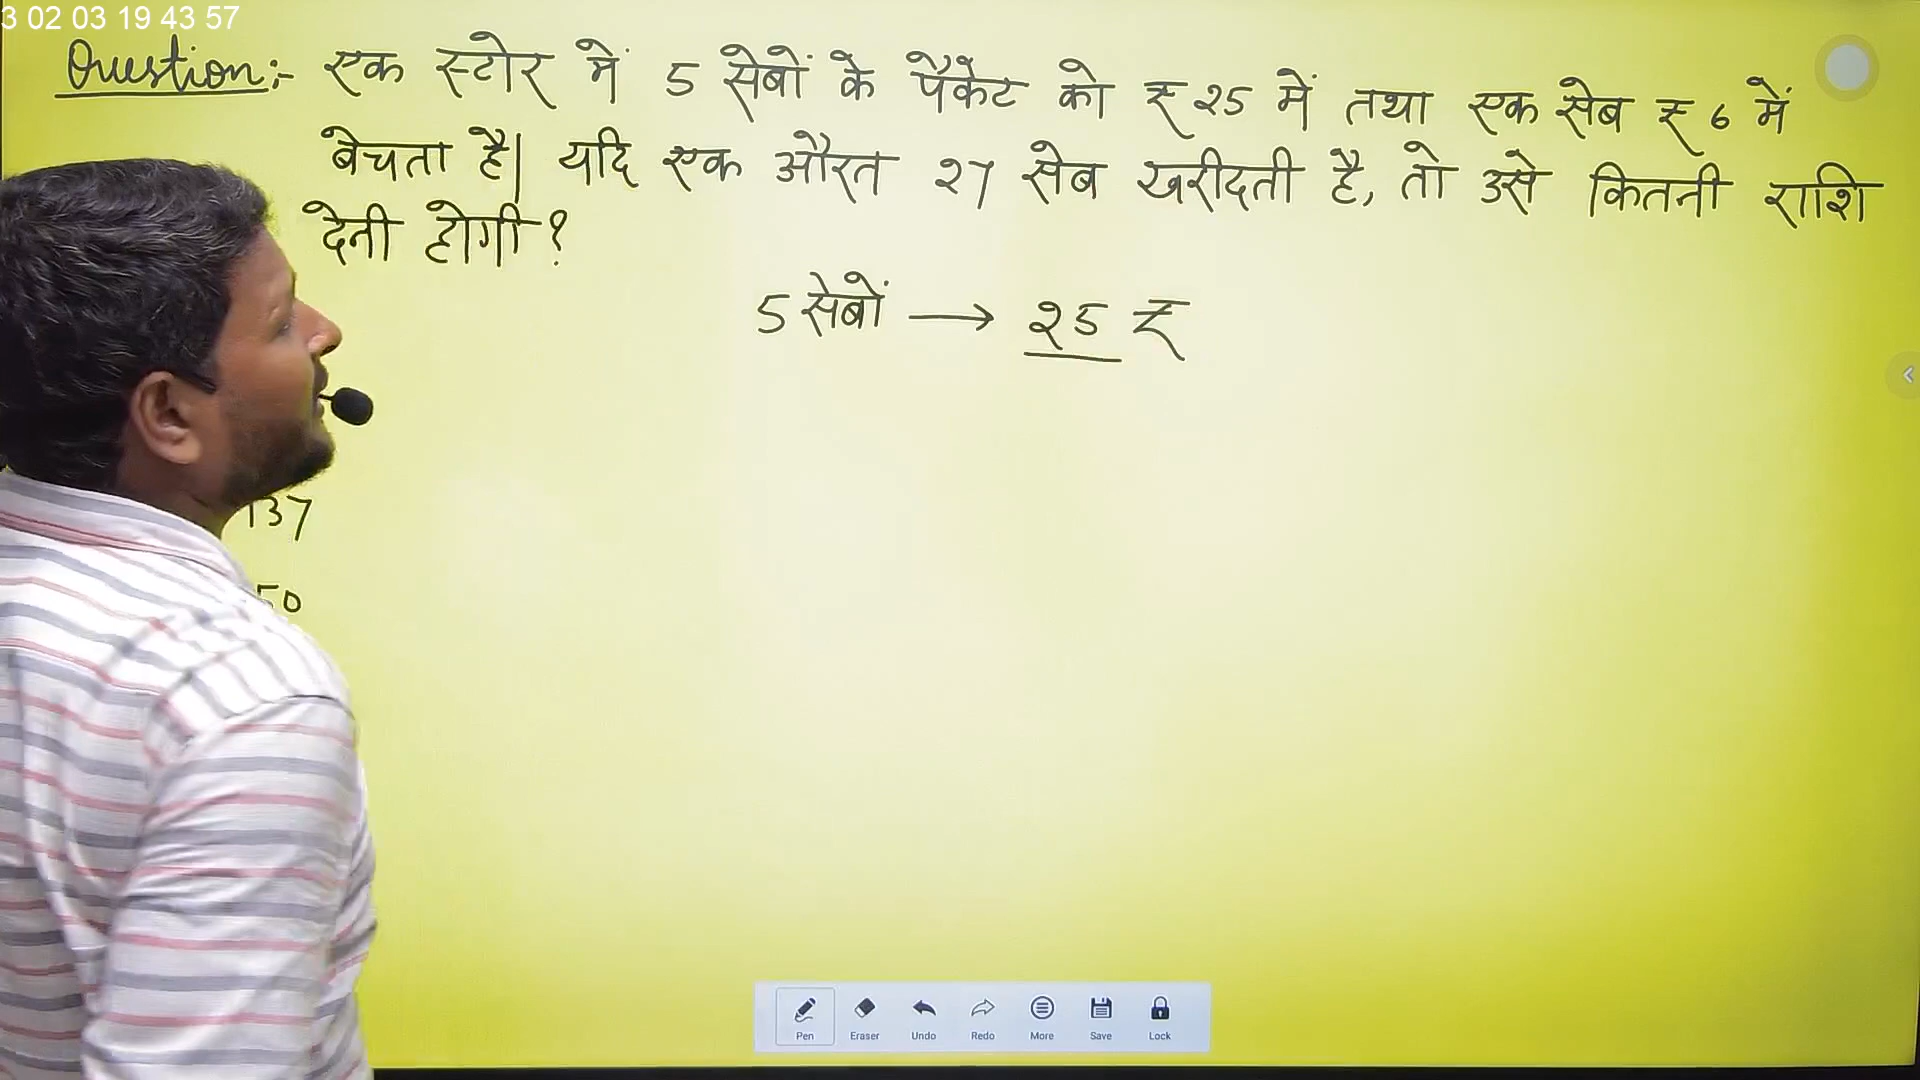 3 02 03 19 43 57
Question:- एक स्टोर में 5 सेबों के पैकेट को ₹ 25 में तथा एक सेब ₹ 6 में
बेचता है| यदि एक औरत 27 सेब खरीदती है, तो उसे कितनी राशि
देनी होगी ?
5 सेबों → 25 ₹
137
50
Pen Eraser Undo Redo More Save Lock